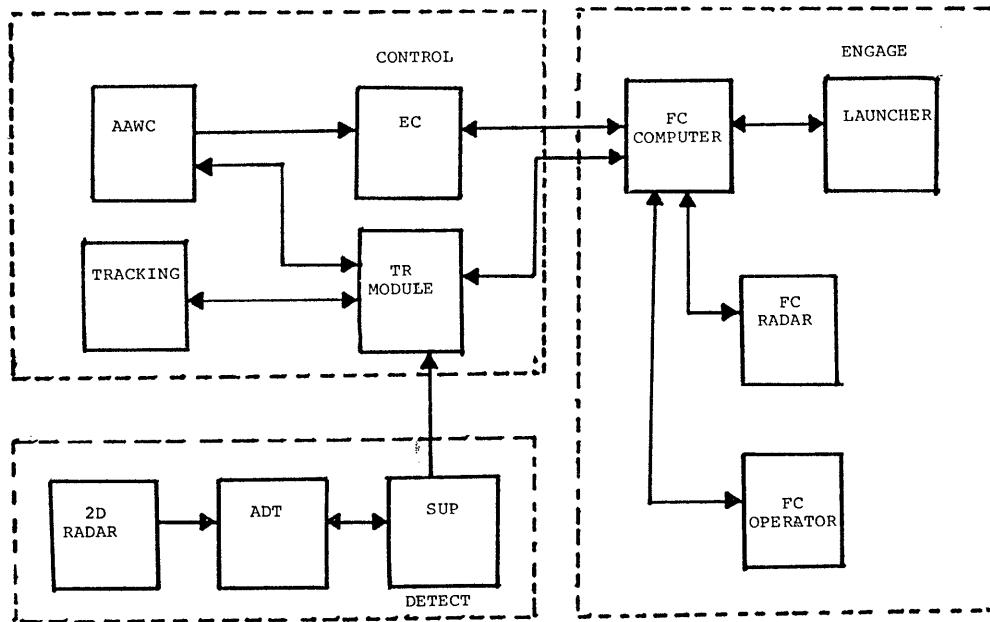 CONTROL
AAWC
EC
TRACKING
TR
MODULE
ENGAGE
FC
COMPUTER
LAUNCHER
FC
RADAR
FC
OPERATOR
2D
RADAR
ADT
SUP
DETECT